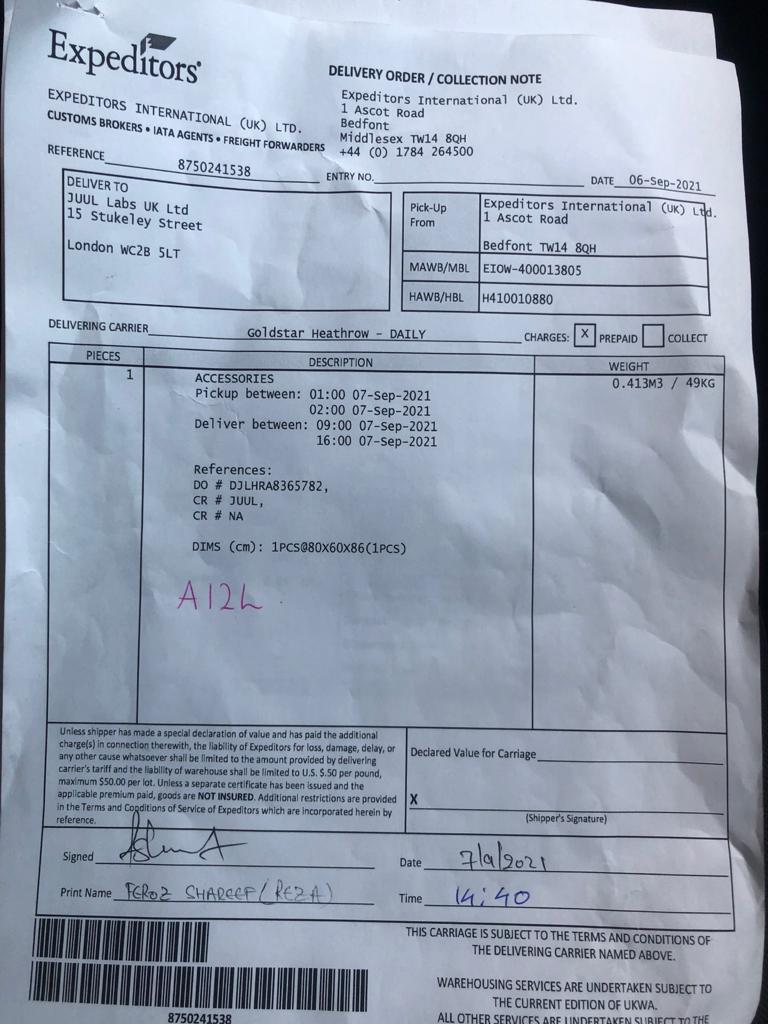 Expeditors
EXPEDITORS INTERNATIONAL (UK) LTD.
CUSTOMS BROKERS • IATA AGENTS • FREIGHT FORWARDERS
DELIVERY ORDER / COLLECTION NOTE
Expeditors International (UK) Ltd.
1 Ascot Road
Bedfont
Middlesex TW14 8QH
+44 (0) 1784 264500
REFERENCE 8750241538 ENTRY NO. DATE 06-Sep-2021
DELIVER TO
JUUL Labs UK Ltd
15 Stukeley Street
London WC2B 5LT
Pick-Up From
Expeditors International (UK) Ltd.
1 Ascot Road
Bedfont TW14 8QH
MAWB/MBL EIOW-400013805
HAWB/HBL H410010880
DELIVERING CARRIER Goldstar Heathrow - DAILY CHARGES: X PREPAID COLLECT
PIECES DESCRIPTION WEIGHT
1 ACCESSORIES 0.413M3 / 49KG
Pickup between: 01:00 07-Sep-2021
02:00 07-Sep-2021
Deliver between: 09:00 07-Sep-2021
16:00 07-Sep-2021
References:
DO # DJLHRA8365782,
CR # JUUL,
CR # NA
DIMS (cm): 1PCS@80X60X86(1PCS)
A12L
Unless shipper has made a special declaration of value and has paid the additional
charge(s) in connection therewith, the liability of Expeditors for loss, damage, delay, or
any other cause whatsoever shall be limited to the amount provided by delivering
carrier's tariff and the liability of warehouse shall be limited to U.S. $.50 per pound,
maximum $50.00 per lot. Unless a separate certificate has been issued and the
applicable premium paid, goods are NOT INSURED. Additional restrictions are provided
in the Terms and Conditions of Service of Expeditors which are incorporated herein by
reference.
Declared Value for Carriage
X
(Shipper's Signature)
Signed
Date 7/9/2021
Print Name FEROZ SHAREEF (REZA)
Time 14:40
THIS CARRIAGE IS SUBJECT TO THE TERMS AND CONDITIONS OF
THE DELIVERING CARRIER NAMED ABOVE.
WAREHOUSING SERVICES ARE UNDERTAKEN SUBJECT TO
THE CURRENT EDITION OF UKWA.
ALL OTHER SERVICES ARE UNDERTAKEN SUBJECT TO THE
8750241538